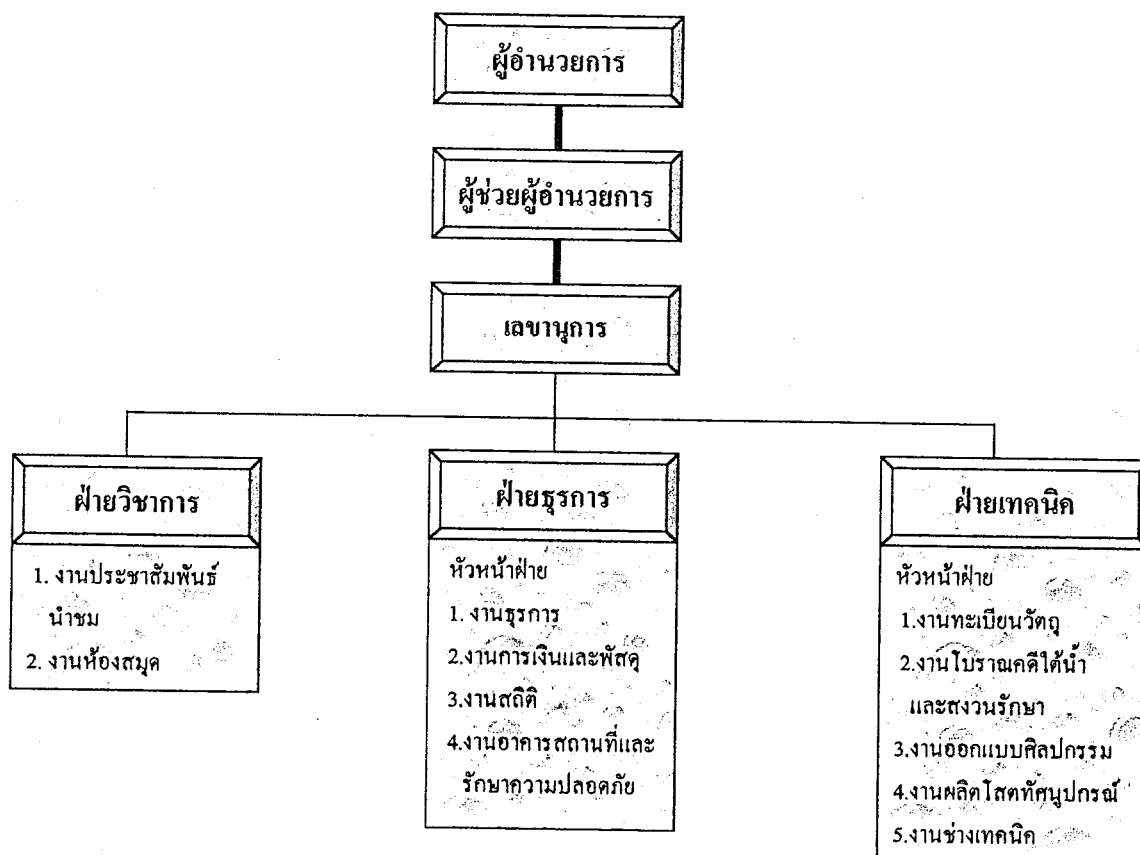 ผู้อำนวยการ
ผู้ช่วยผู้อำนวยการ
เลขานุการ
ฝ่ายวิชาการ
1. งานประชาสัมพันธ์
นำชม
2. งานห้องสมุด
ฝ่ายธุรการ
หัวหน้าฝ่าย
1. งานธุรการ
2.งานการเงินและพัสดุ
3.งานสถิติ
4.งานอาคารสถานที่และ
รักษาความปลอดภัย
ฝ่ายเทคนิค
หัวหน้าฝ่าย
1.งานทะเบียนวัตถุ
2.งานโบราณคดีใต้น้ำ
และสงวนรักษา
3.งานออกแบบศิลปกรรม
4.งานผลิตโสตทัศนูปกรณ์
5.งานช่างเทคนิค